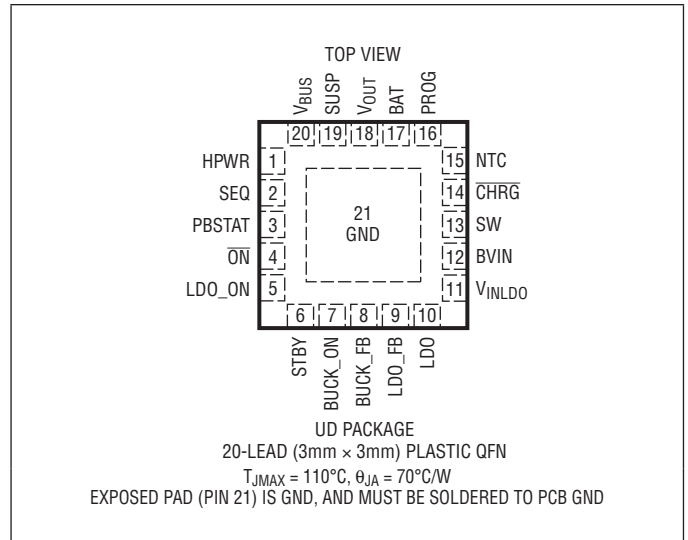 TOP VIEW
VBUS
SUSP
VOUT
BAT
PROG
20 19 18 17 16
HPWR 1
SEQ 2
PBSTAT 3
ON 4
LDO_ON 5
15 NTC
14 CHRG
13 SW
12 BVIN
11 VINLDO
21
GND
6 7 8 9 10
STBY
BUCK_ON
BUCK_FB
LDO_FB
LDO
UD PACKAGE
20-LEAD (3mm × 3mm) PLASTIC QFN
TJMAX = 110°C, θJA = 70°C/W
EXPOSED PAD (PIN 21) IS GND, AND MUST BE SOLDERED TO PCB GND